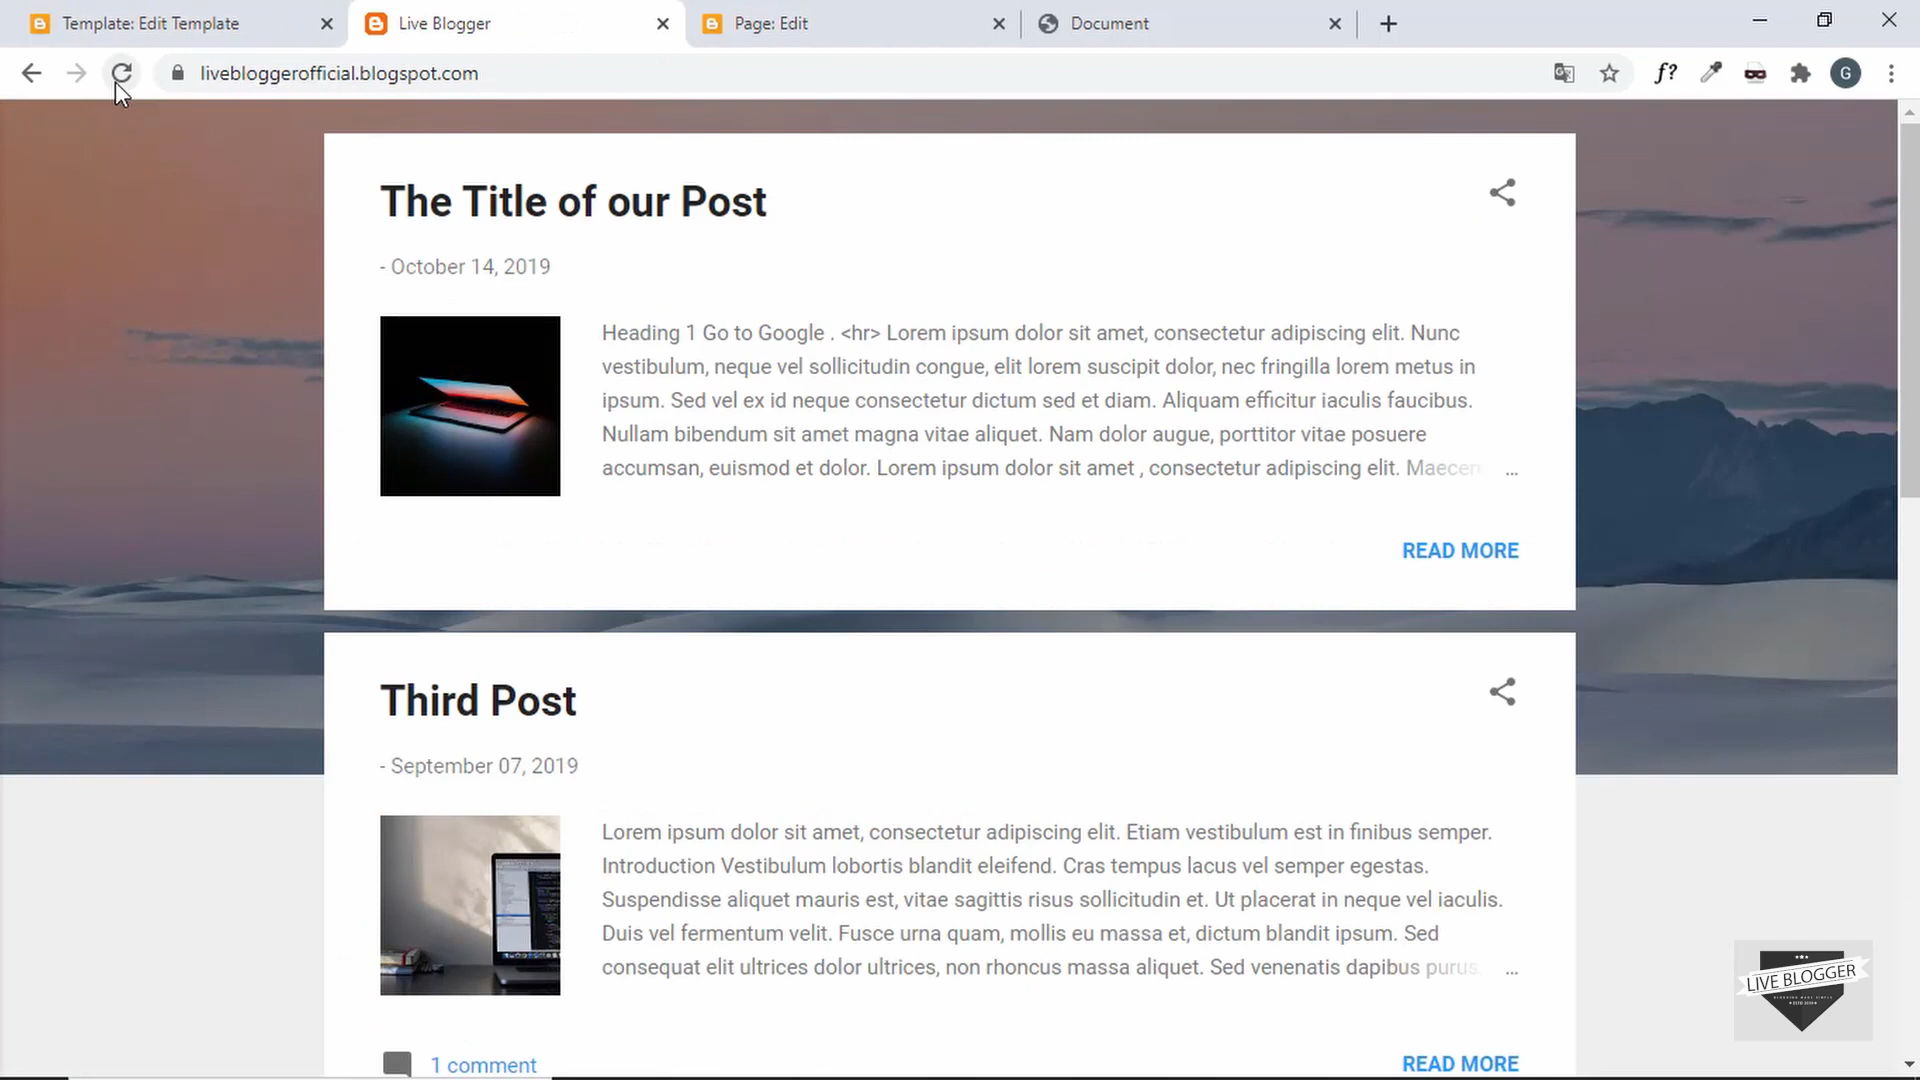 Template: Edit Template
Live Blogger
Page: Edit
Document
livebloggerofficial.blogspot.com
f?
G
The Title of our Post
- October 14, 2019
Heading 1 Go to Google . <hr> Lorem ipsum dolor sit amet, consectetur adipiscing elit. Nunc
vestibulum, neque vel sollicitudin congue, elit lorem suscipit dolor, nec fringilla lorem metus in
ipsum. Sed vel ex id neque consectetur dictum sed et diam. Aliquam efficitur iaculis faucibus.
Nullam bibendum sit amet magna vitae aliquet. Nam dolor augue, porttitor vitae posuere
accumsan, euismod et dolor. Lorem ipsum dolor sit amet , consectetur adipiscing elit. Maecen ...
READ MORE
Third Post
- September 07, 2019
Lorem ipsum dolor sit amet, consectetur adipiscing elit. Etiam vestibulum est in finibus semper.
Introduction Vestibulum lobortis blandit eleifend. Cras tempus lacus vel semper egestas.
Suspendisse aliquet mauris est, vitae sagittis risus sollicitudin et. Ut placerat in neque vel iaculis.
Duis vel fermentum velit. Fusce urna quam, mollis eu massa et, dictum blandit ipsum. Sed
consequat elit ultrices dolor ultrices, non rhoncus massa aliquet. Sed venenatis dapibus purus ...
1 comment
READ MORE
LIVE BLOGGER